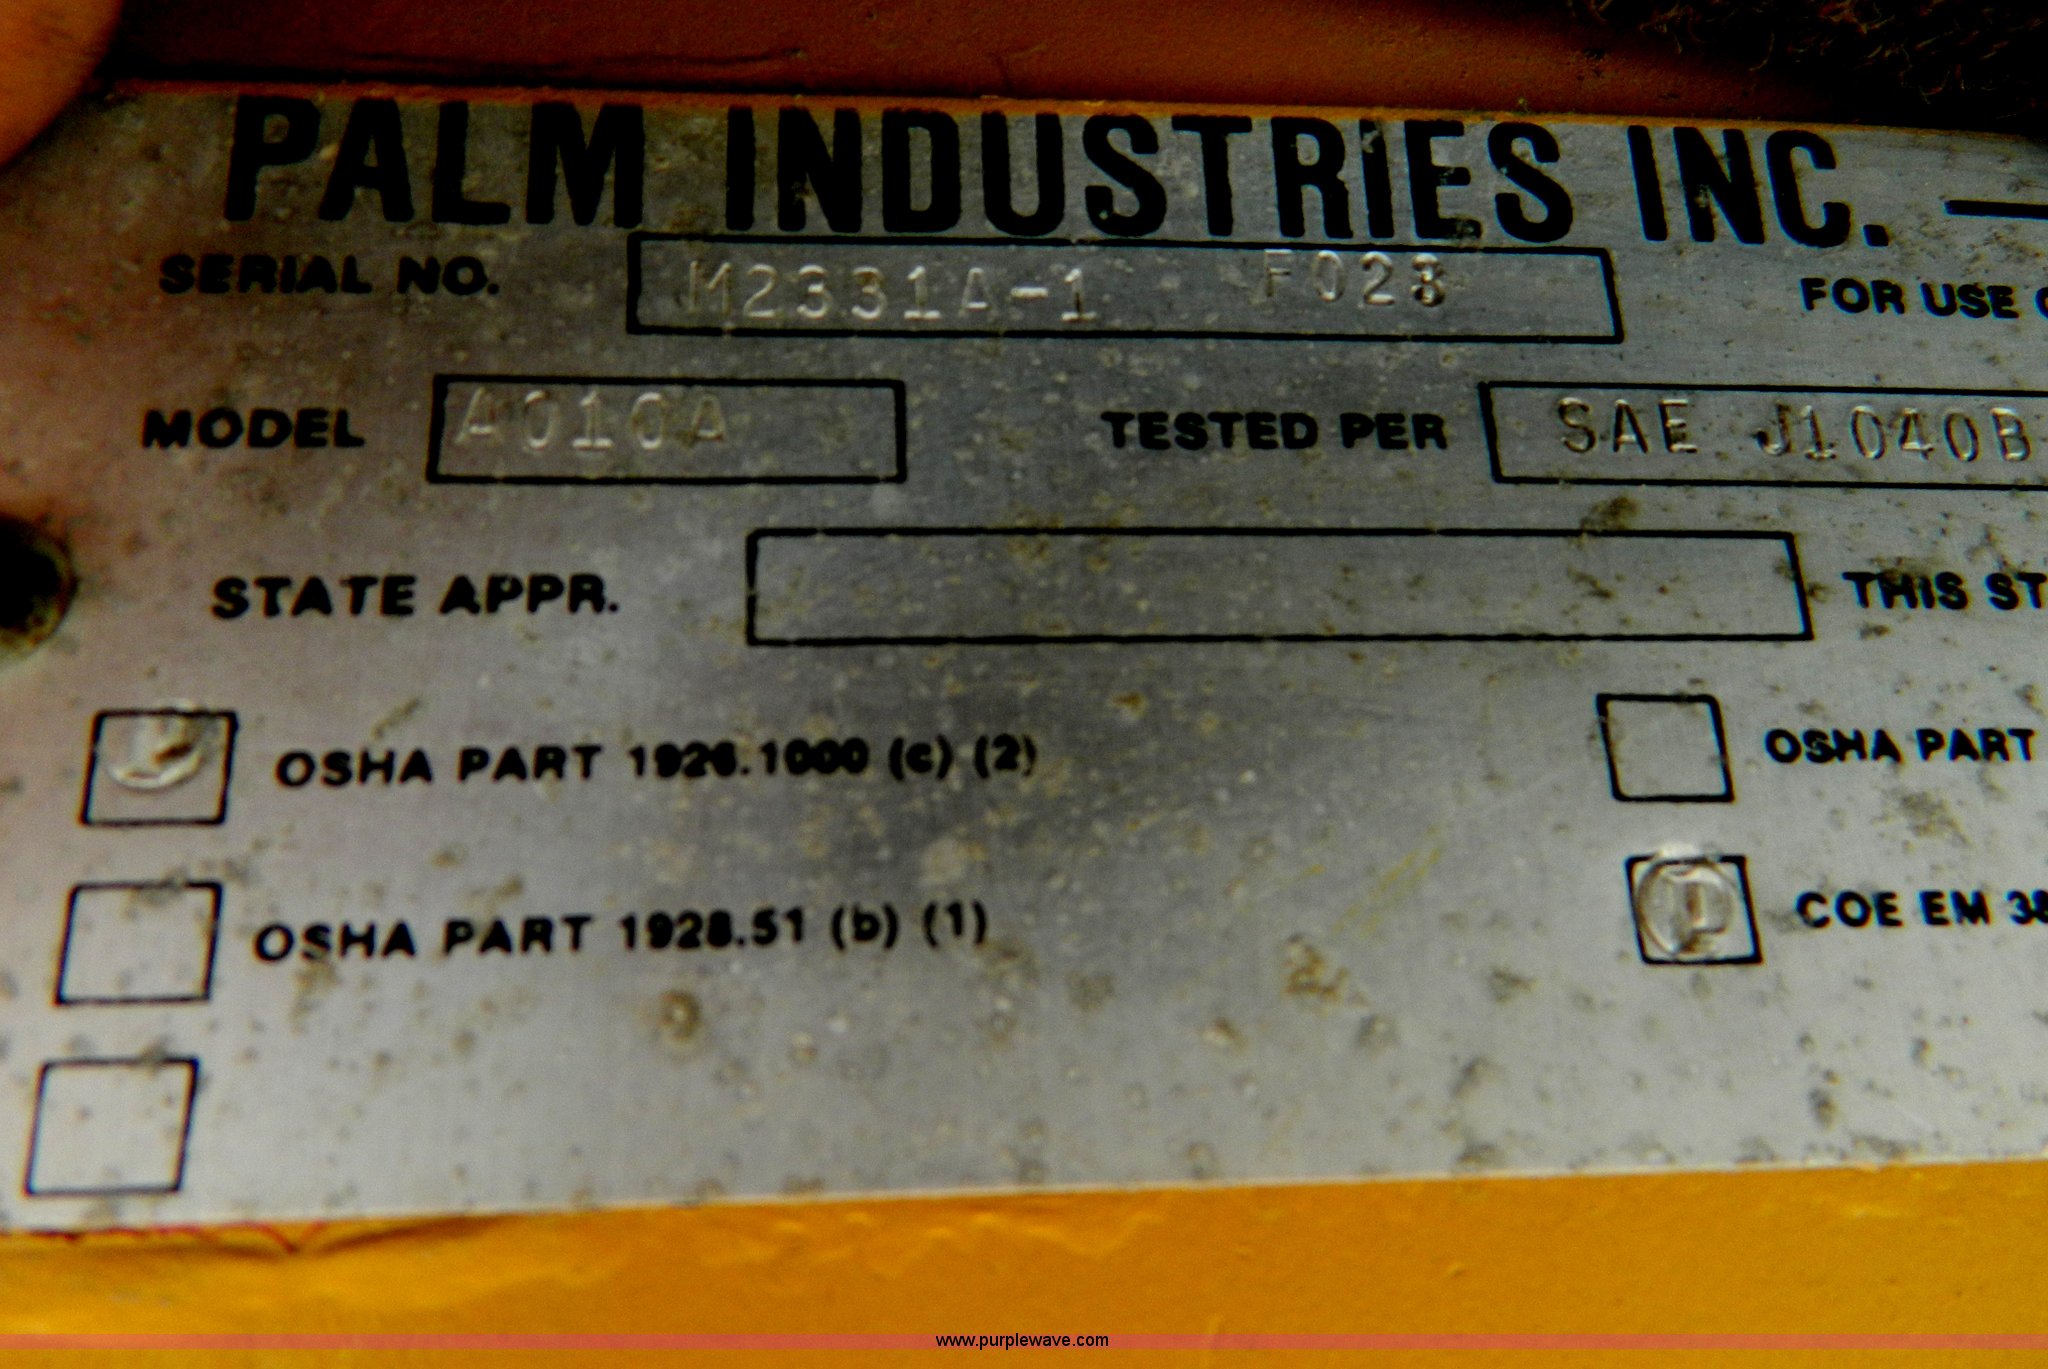 PALM INDUSTRIES INC.
SERIAL NO. M2331A-1 F028 FOR USE
MODEL A010A TESTED PER SAE J1040B
STATE APPR. THIS ST
OSHA PART 1926.1000 (c) (2) OSHA PART
OSHA PART 1928.51 (b) (1) COE EM 38
www.purplewave.com